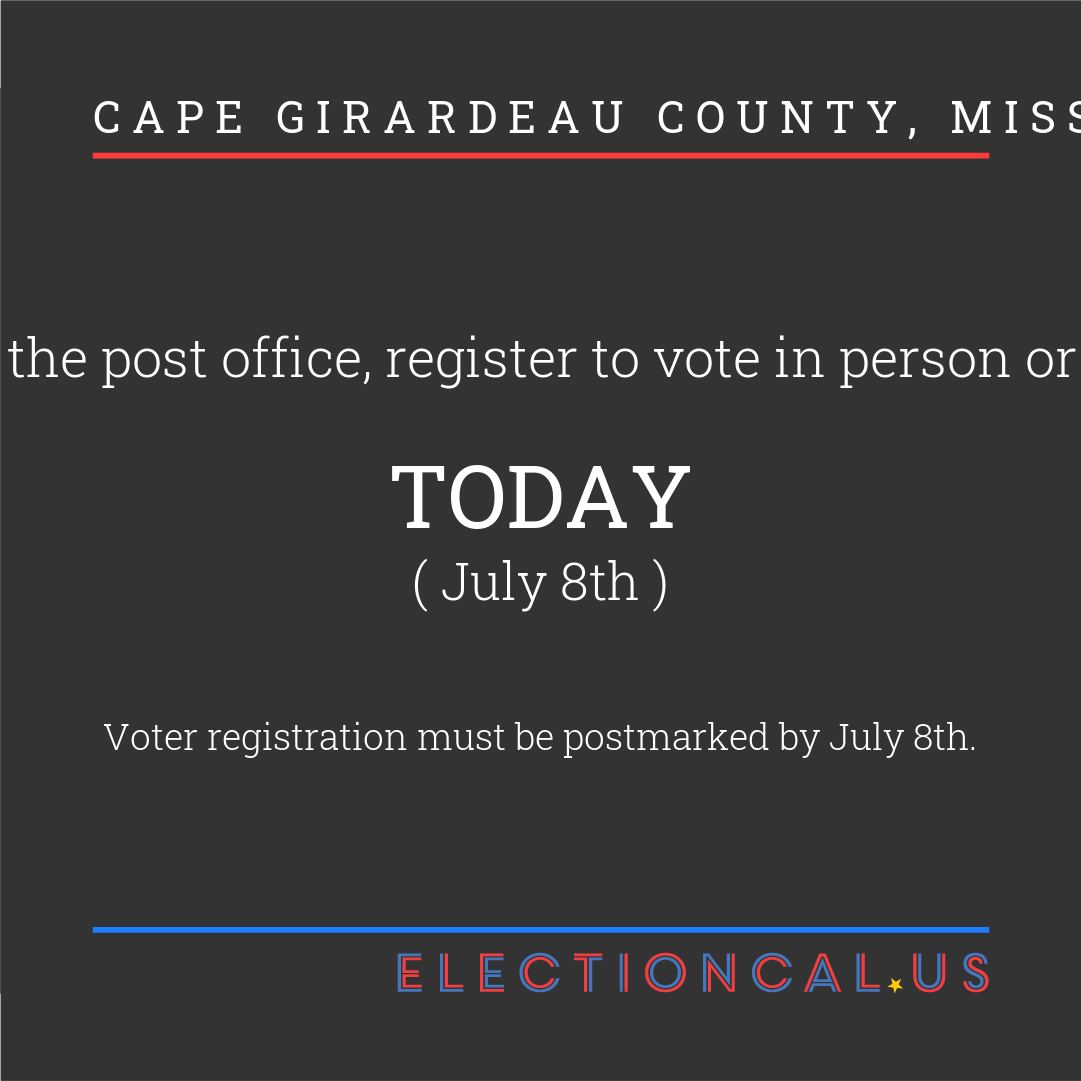 CAPE GIRARDEAU COUNTY, MISS
the post office, register to vote in person or
TODAY
( July 8th )
Voter registration must be postmarked by July 8th.
ELECTIONCAL.US